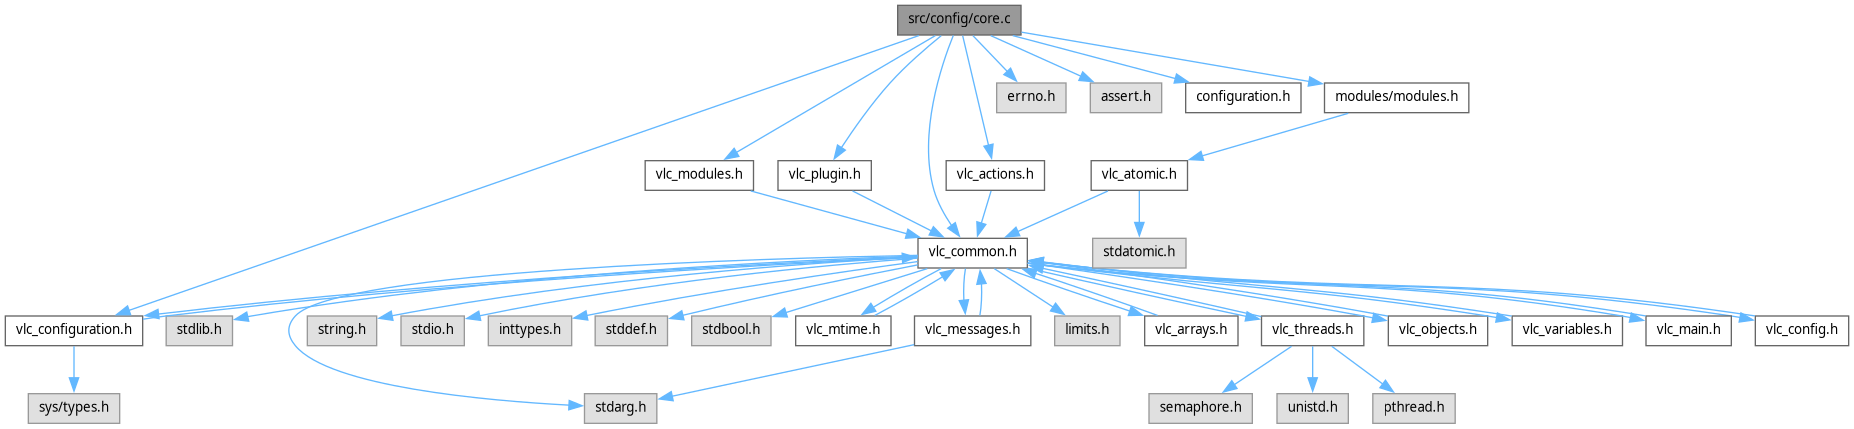 src/config/core.c
errno.h
assert.h
configuration.h
modules/modules.h
vlc_modules.h
vlc_plugin.h
vlc_actions.h
vlc_atomic.h
vlc_common.h
stdatomic.h
vlc_configuration.h
stdlib.h
string.h
stdio.h
inttypes.h
stddef.h
stdbool.h
vlc_mtime.h
vlc_messages.h
limits.h
vlc_arrays.h
vlc_threads.h
vlc_objects.h
vlc_variables.h
vlc_main.h
vlc_config.h
sys/types.h
stdarg.h
semaphore.h
unistd.h
pthread.h